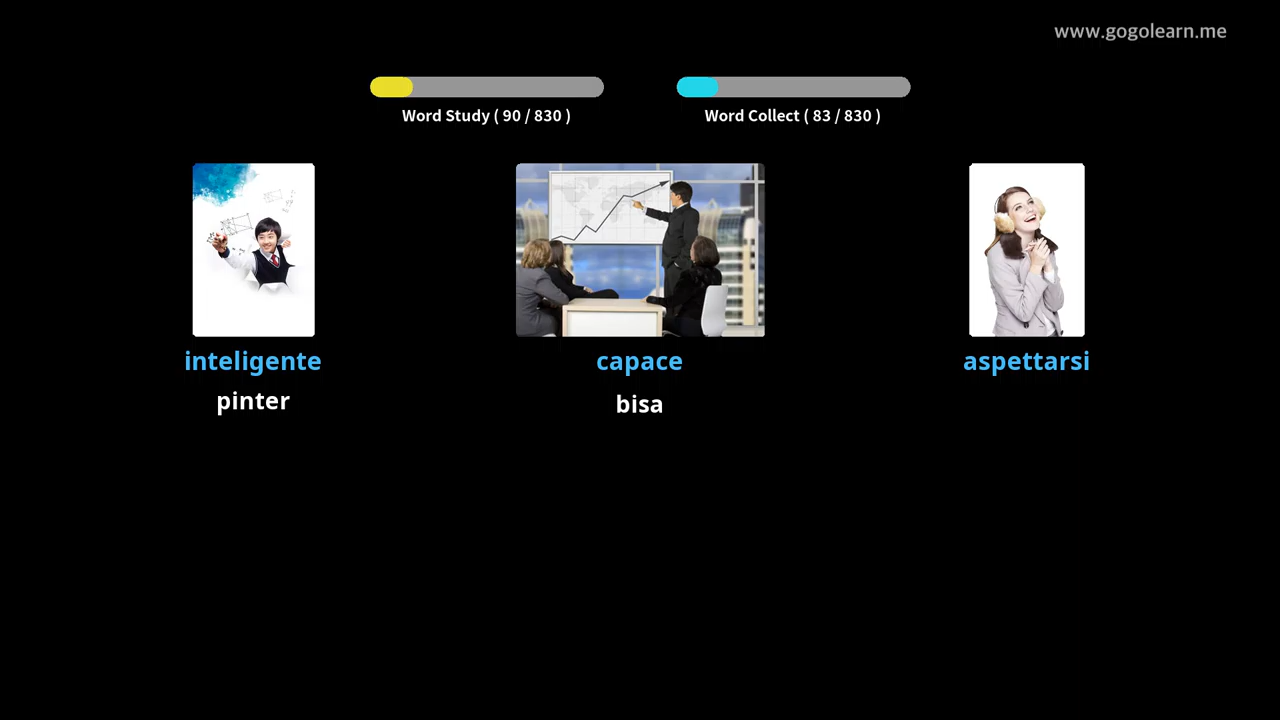 www.gogolearn.me
Word Study ( 90 / 830 )
Word Collect ( 83 / 830 )
inteligente
capace
aspettarsi
pinter
bisa